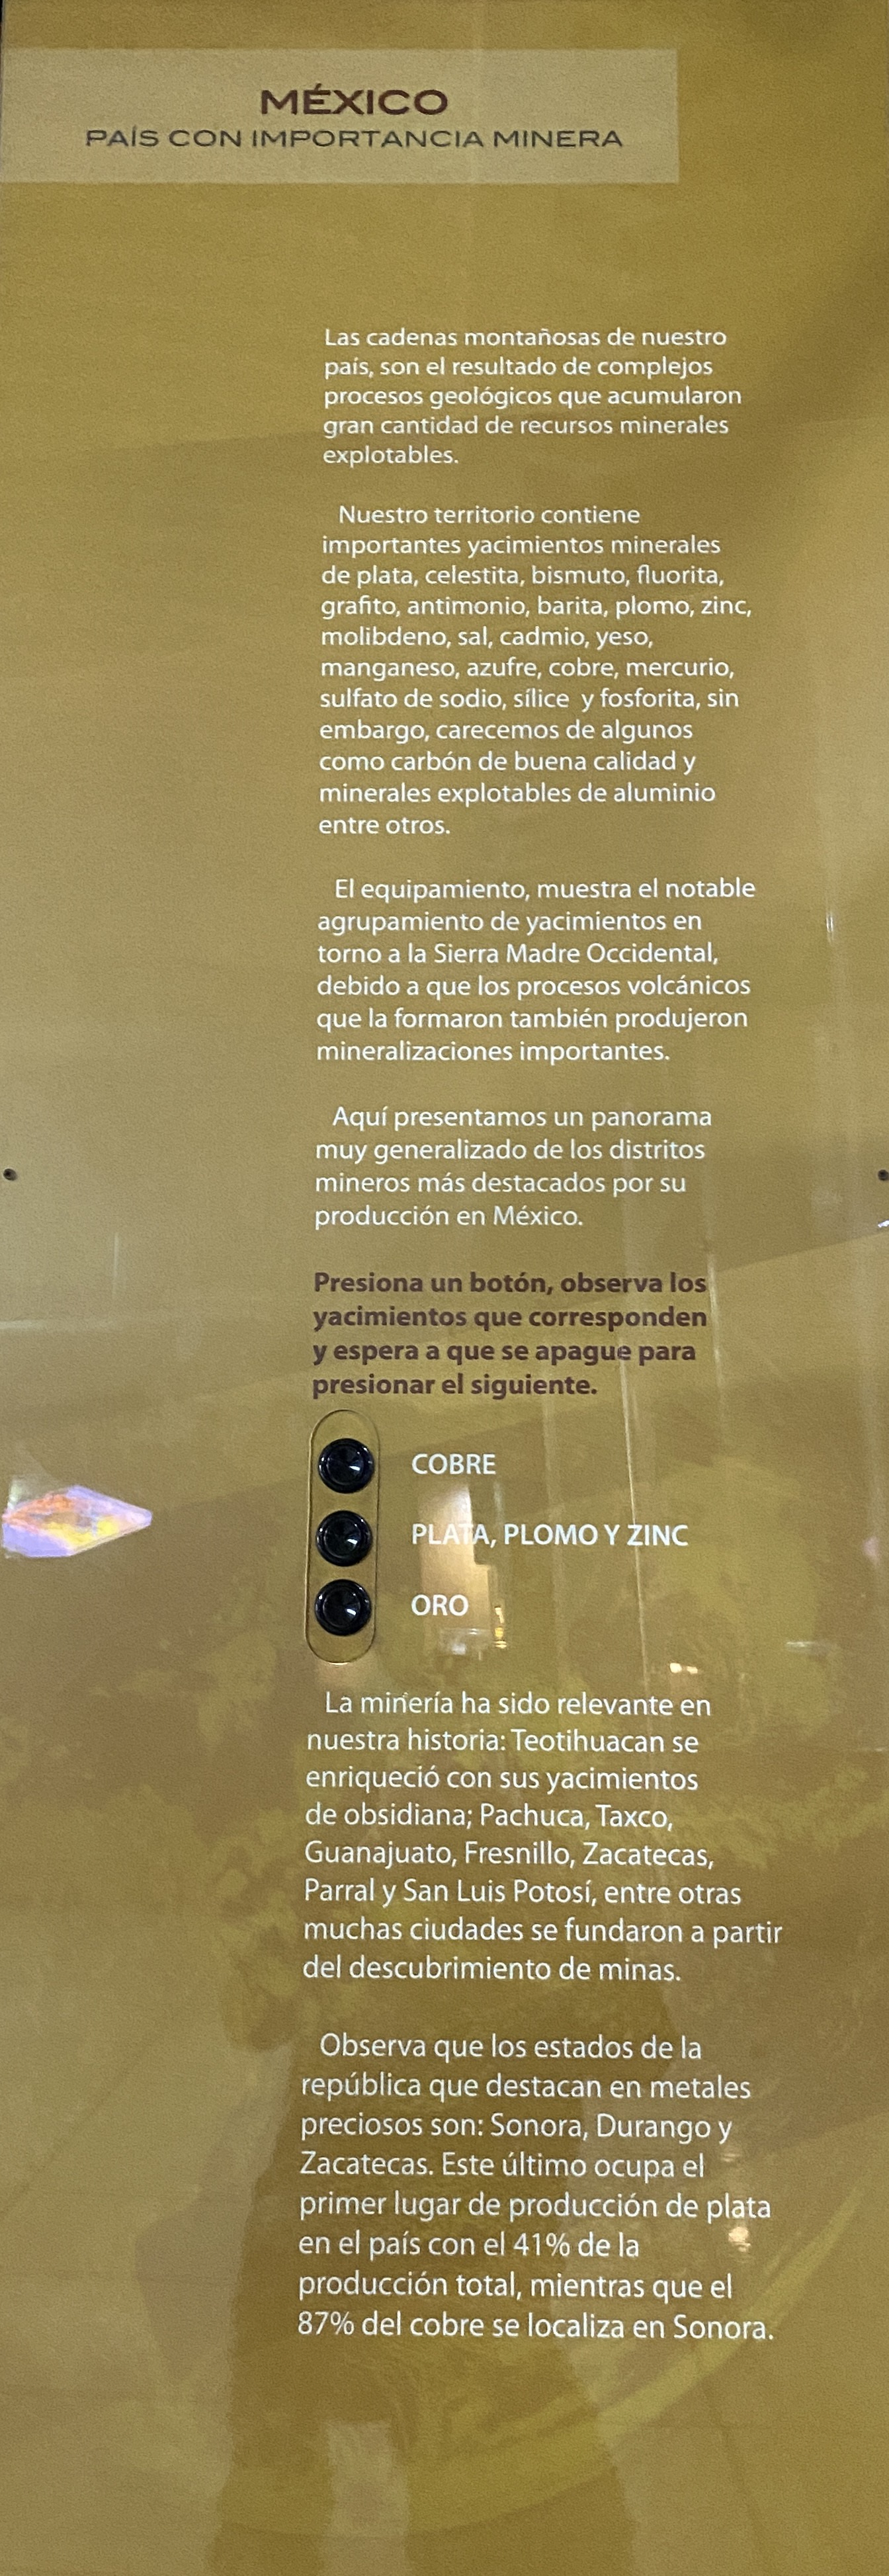 MÉXICO
PAÍS CON IMPORTANCIA MINERA
Las cadenas montañosas de nuestro
país, son el resultado de complejos
procesos geológicos que acumularon
gran cantidad de recursos minerales
explotables.
Nuestro territorio contiene
importantes yacimientos minerales
de plata, celestita, bismuto, fluorita,
grafito, antimonio, barita, plomo, zinc,
molibdeno, sal, cadmio, yeso,
manganeso, azufre, cobre, mercurio,
sulfato de sodio, sílice y fosforita, sin
embargo, carecemos de algunos
como carbón de buena calidad y
minerales explotables de aluminio
entre otros.
El equipamiento, muestra el notable
agrupamiento de yacimientos en
torno a la Sierra Madre Occidental,
debido a que los procesos volcánicos
que la formaron también produjeron
mineralizaciones importantes.
Aquí presentamos un panorama
muy generalizado de los distritos
mineros más destacados por su
producción en México.
Presiona un botón, observa los
yacimientos que corresponden
y espera a que se apague para
presionar el siguiente.
COBRE
PLATA, PLOMO Y ZINC
ORO
La minería ha sido relevante en
nuestra historia: Teotihuacan se
enriqueció con sus yacimientos
de obsidiana; Pachuca, Taxco,
Guanajuato, Fresnillo, Zacatecas,
Parral y San Luis Potosí, entre otras
muchas ciudades se fundaron a partir
del descubrimiento de minas.
Observa que los estados de la
república que destacan en metales
preciosos son: Sonora, Durango y
Zacatecas. Este último ocupa el
primer lugar de producción de plata
en el país con el 41% de la
producción total, mientras que el
87% del cobre se localiza en Sonora.